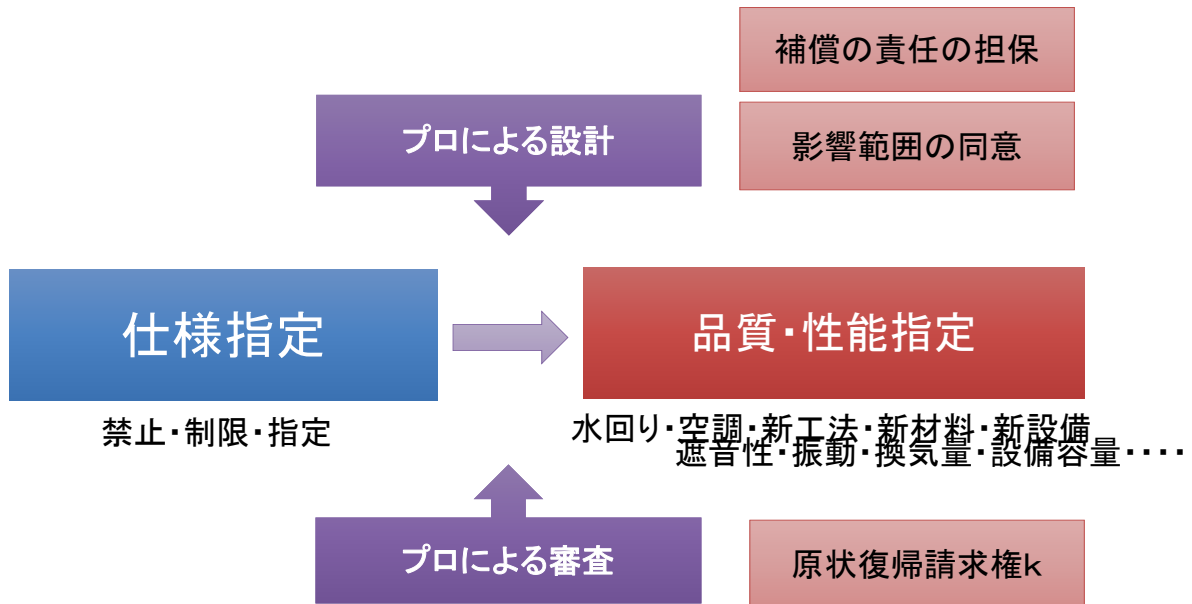 補償の責任の担保
プロによる設計
影響範囲の同意
仕様指定
品質・性能指定
禁止・制限・指定
水回り・空調・新工法・新材料・新設備
遮音性・振動・換気量・設備容量・・・・
プロによる審査
原状復帰請求権k